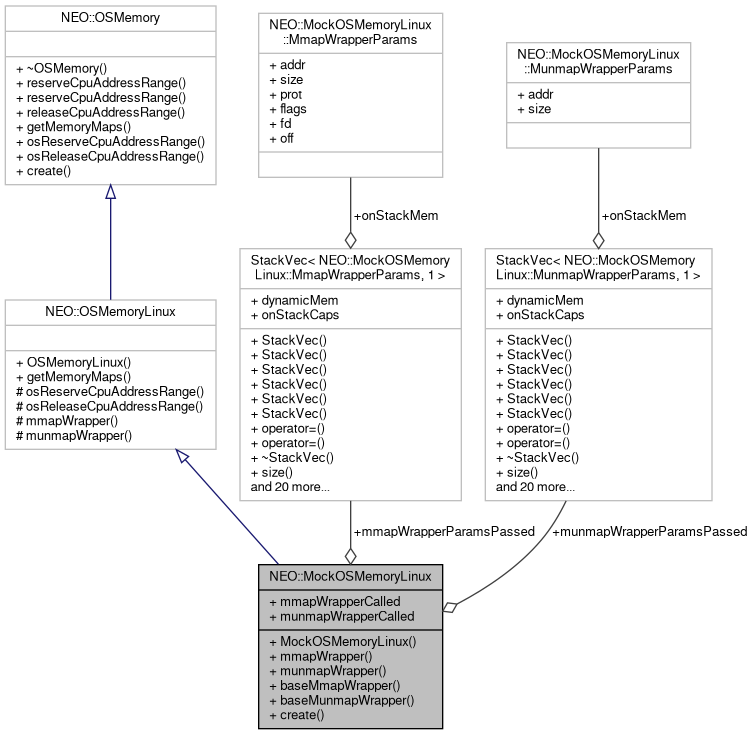 NEO::OSMemory
+ ~OSMemory()
+ reserveCpuAddressRange()
+ reserveCpuAddressRange()
+ releaseCpuAddressRange()
+ getMemoryMaps()
+ osReserveCpuAddressRange()
+ osReleaseCpuAddressRange()
+ create()
NEO::MockOSMemoryLinux
::MmapWrapperParams
+ addr
+ size
+ prot
+ flags
+ fd
+ off
NEO::MockOSMemoryLinux
::MunmapWrapperParams
+ addr
+ size
+onStackMem
+onStackMem
NEO::OSMemoryLinux
+ OSMemoryLinux()
+ getMemoryMaps()
# osReserveCpuAddressRange()
# osReleaseCpuAddressRange()
# mmapWrapper()
# munmapWrapper()
StackVec< NEO::MockOSMemory
Linux::MmapWrapperParams, 1 >
+ dynamicMem
+ onStackCaps
+ StackVec()
+ StackVec()
+ StackVec()
+ StackVec()
+ StackVec()
+ StackVec()
+ operator=()
+ operator=()
+ ~StackVec()
+ size()
and 20 more...
StackVec< NEO::MockOSMemory
Linux::MunmapWrapperParams, 1 >
+ dynamicMem
+ onStackCaps
+ StackVec()
+ StackVec()
+ StackVec()
+ StackVec()
+ StackVec()
+ StackVec()
+ operator=()
+ operator=()
+ ~StackVec()
+ size()
and 20 more...
+mmapWrapperParamsPassed
+munmapWrapperParamsPassed
NEO::MockOSMemoryLinux
+ mmapWrapperCalled
+ munmapWrapperCalled
+ MockOSMemoryLinux()
+ mmapWrapper()
+ munmapWrapper()
+ baseMmapWrapper()
+ baseMunmapWrapper()
+ create()